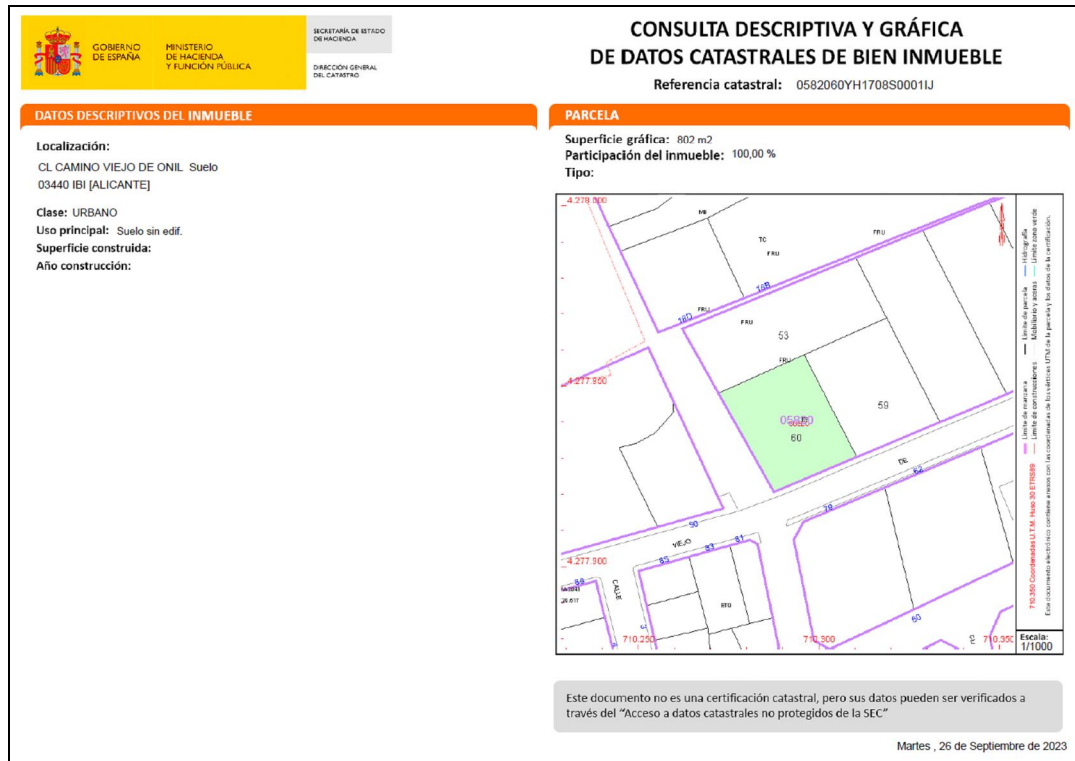 GOBIERNO
DE ESPAÑA
MINISTERIO
DE HACIENDA
Y FUNCIÓN PÚBLICA
SECRETARÍA DE ESTADO
DE HACIENDA
DIRECCIÓN GENERAL
DEL CATASTRO
CONSULTA DESCRIPTIVA Y GRÁFICA
DE DATOS CATASTRALES DE BIEN INMUEBLE
Referencia catastral: 0582060YH1708S0001IJ
DATOS DESCRIPTIVOS DEL INMUEBLE
Localización:
CL CAMINO VIEJO DE ONIL Suelo
03440 IBI [ALICANTE]
Clase: URBANO
Uso principal: Suelo sin edif.
Superficie construida:
Año construcción:
PARCELA
Superficie gráfica: 802 m2
Participación del inmueble: 100,00 %
Tipo:
4.278.000
MI
TC
FRU
FRU
18B
18D
FRU
FRU
53
FRU
4.277.950
59
60
DE
62
79
90
VIEJO
81
83
85
4.277.900
89
CALLE
BTU
3
60
CL
710.250
710.300
710.350
Límite de manzana
Límite de parcela
Hidrografía
Límite de construcciones
Mobiliario y aceras
Límite zona verde
710.350 Coordenadas U.T.M. Huso 30 ETRS89
Este documento electrónico contiene anexos con las coordenadas de los vértices UTM de la parcela y los datos de la certificación.
Escala:
1/1000
Este documento no es una certificación catastral, pero sus datos pueden ser verificados a
través del "Acceso a datos catastrales no protegidos de la SEC"
Martes , 26 de Septiembre de 2023